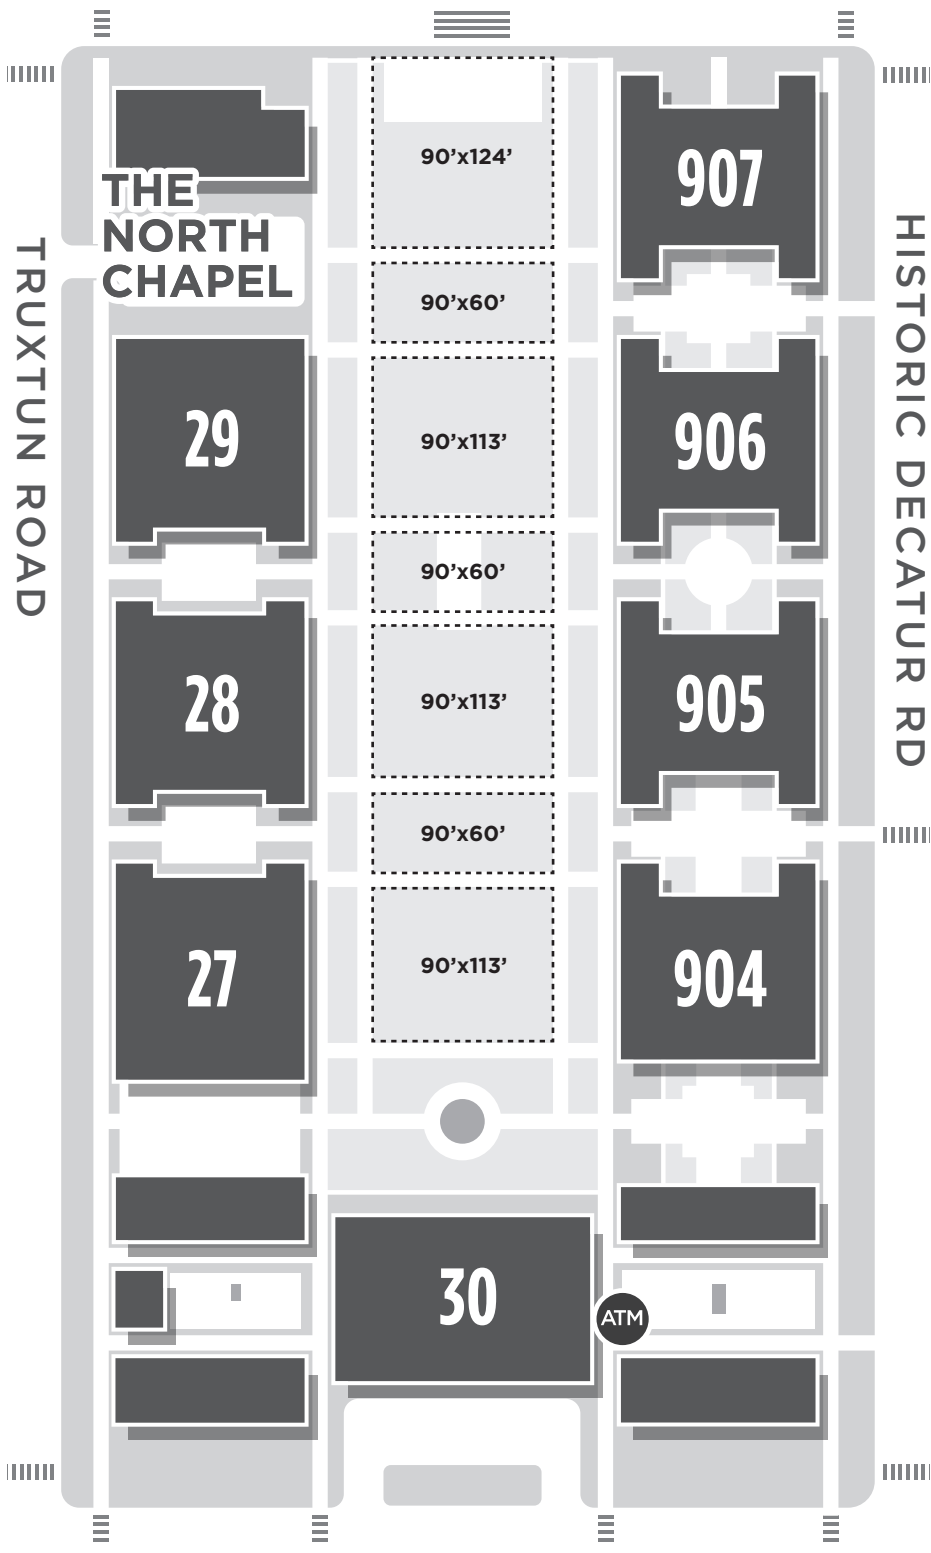 90’x124’
907
THE
NORTH
CHAPEL
TRUXTUN ROAD
HISTORIC DECATUR RD
90’x60’
29
90’x113’
906
90’x60’
28
90’x113’
905
90’x60’
27
90’x113’
904
30
ATM